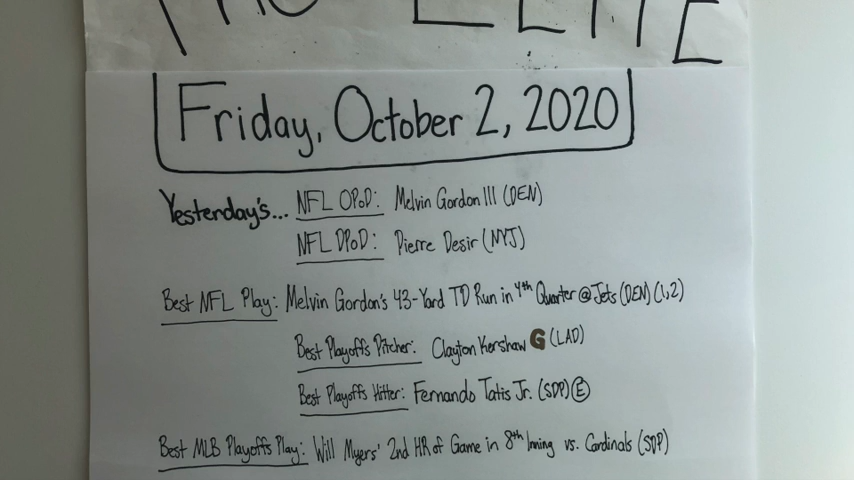 Friday, October 2, 2020
Yesterday's... NFL OPoD: Melvin Gordon III (DEN)
NFL DPoD: Pierre Desir (NYJ)
Best NFL Play: Melvin Gordon's 43-Yard TD Run in 4th Quarter @ Jets (DEN) (1,2)
Best Playoffs Pitcher: Clayton Kershaw G (LAD)
Best Playoffs Hitter: Fernando Tatis Jr. (SDP) Ⓔ
Best MLB Playoffs Play: Will Myers' 2nd HR of Game in 8th Inning vs. Cardinals (SDP)